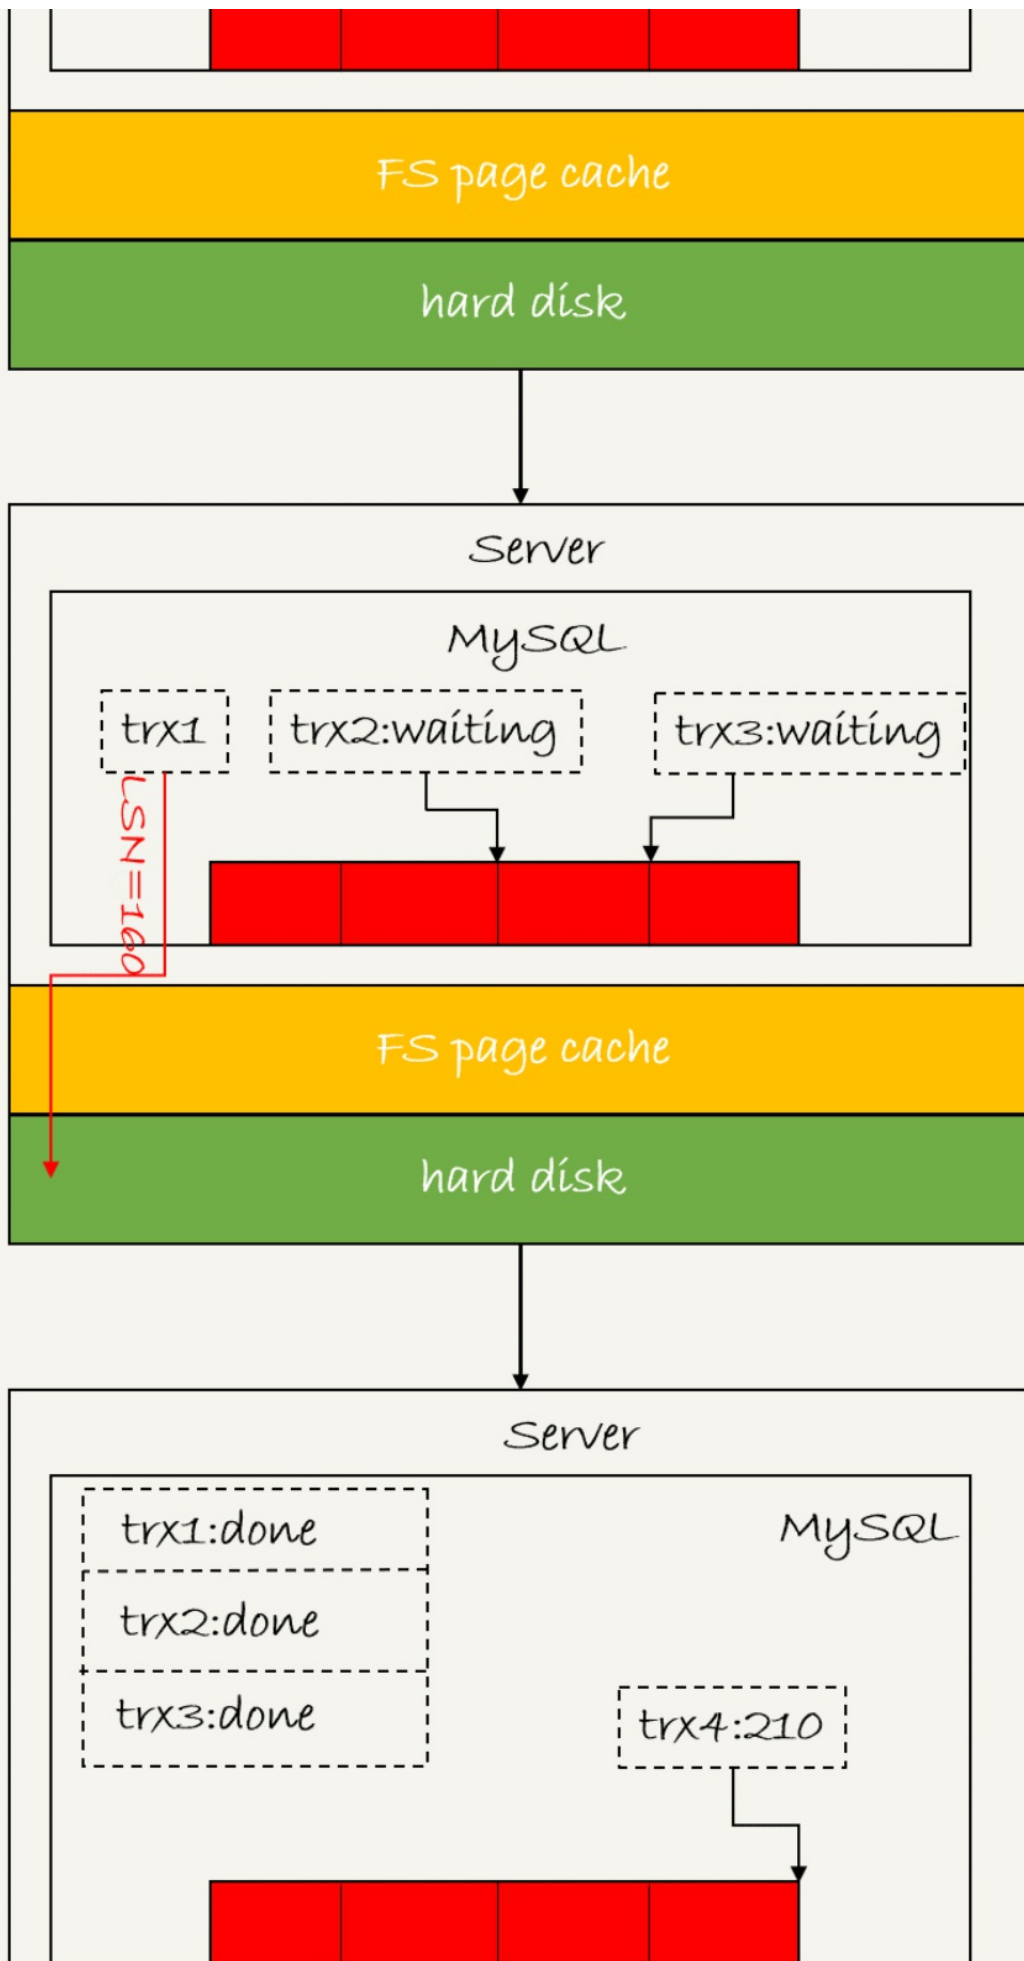 FS page cache
hard disk
Server
MySQL
trx1
trx2:waiting
trx3:waiting
LSN=160
FS page cache
hard disk
Server
MySQL
trx1:done
trx2:done
trx3:done
trx4:210